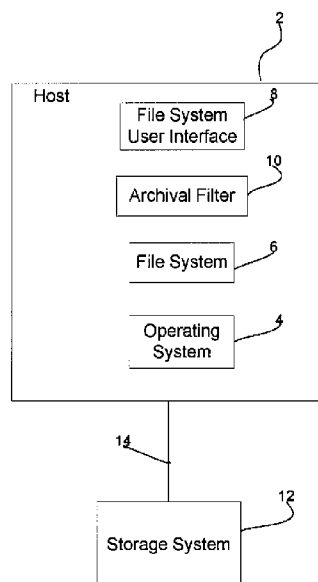 2
Host
8
File System
User Interface
10
Archival Filter
6
File System
4
Operating
System
14
12
Storage System